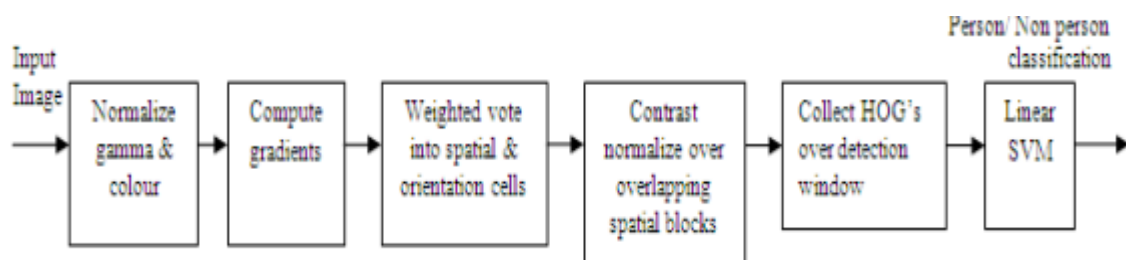 Input
Image
Normalize
gamma &
colour
Compute
gradients
Weighted vote
into spatial &
orientation cells
Contrast
normalize over
overlapping
spatial blocks
Collect HOG's
over detection
window
Linear
SVM
Person/ Non person
classification